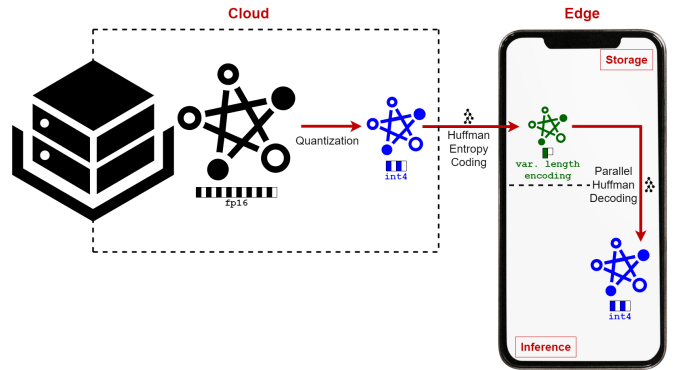 Cloud
Edge
Storage
Quantization
Huffman
Entropy
Coding
fp16
int4
var. length
encoding
Parallel
Huffman
Decoding
int4
Inference